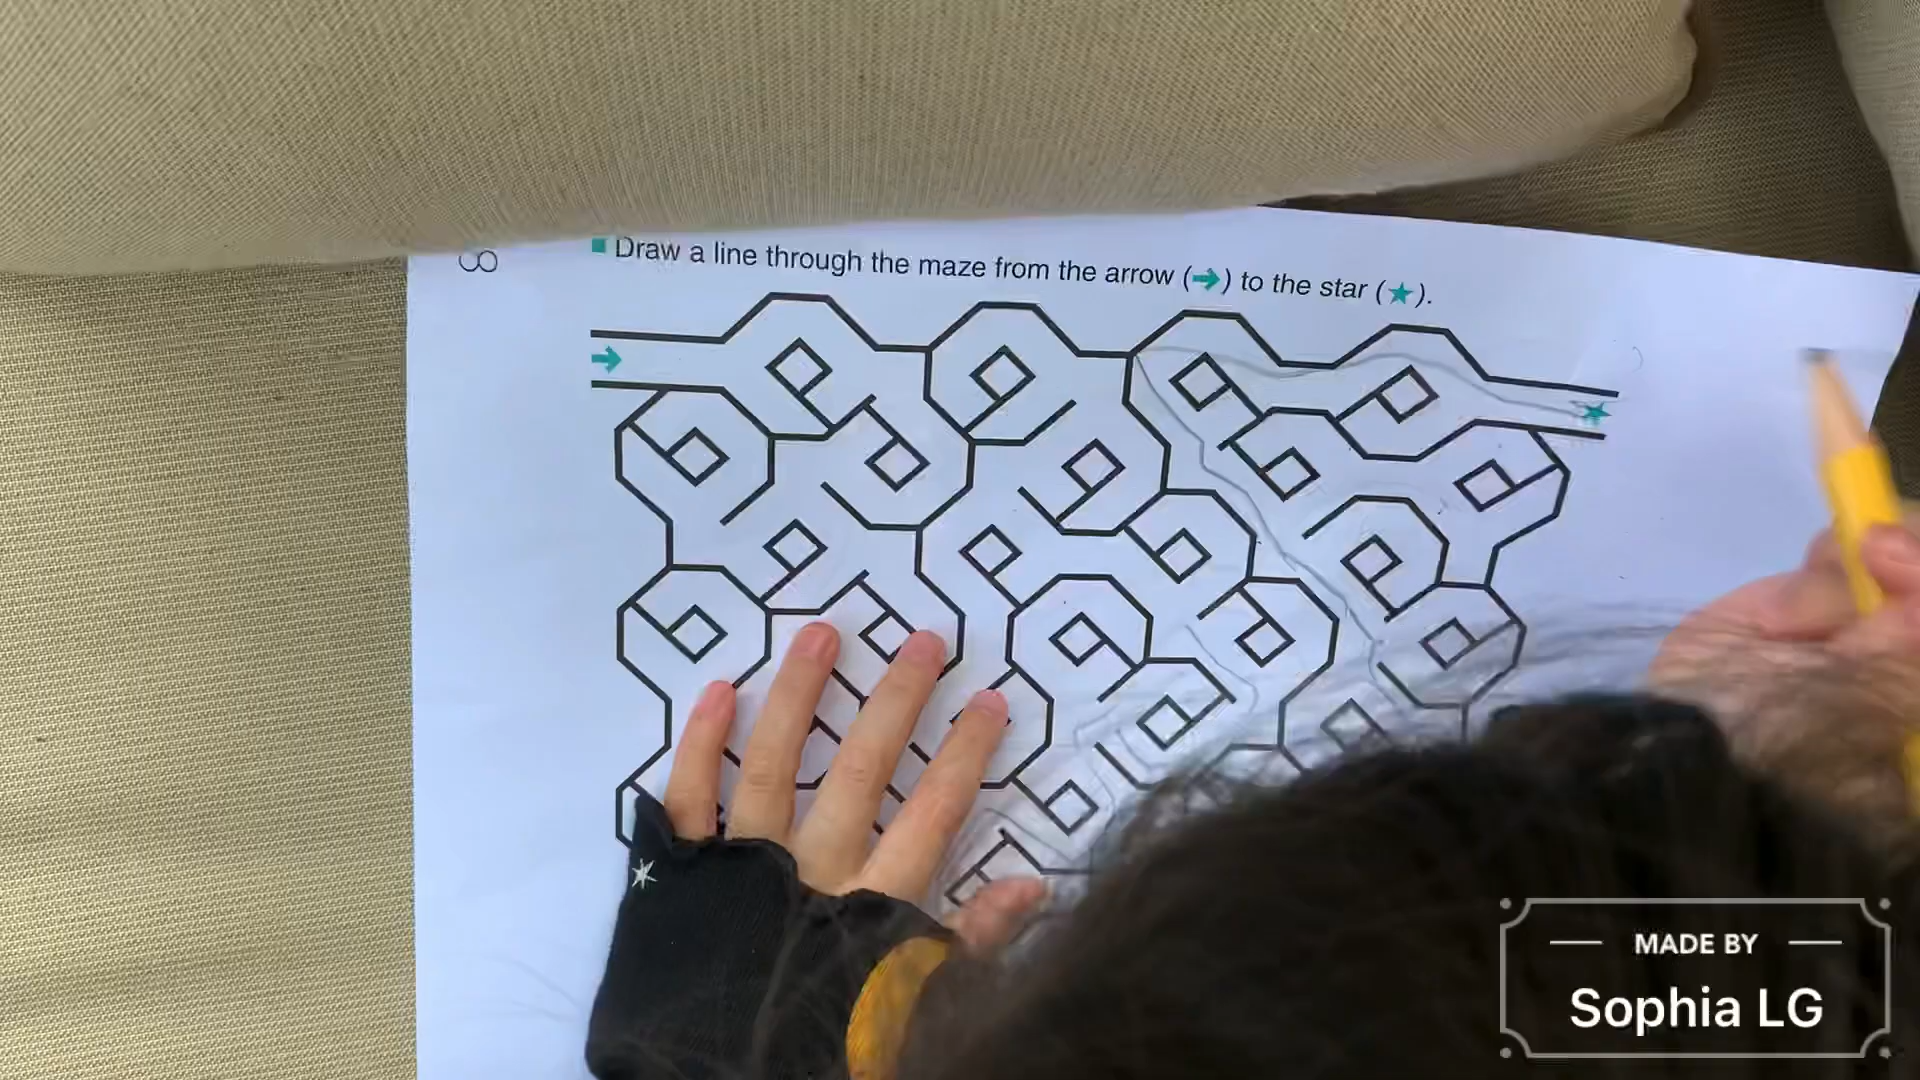 8
■ Draw a line through the maze from the arrow (➔) to the star (★).
MADE BY
Sophia LG